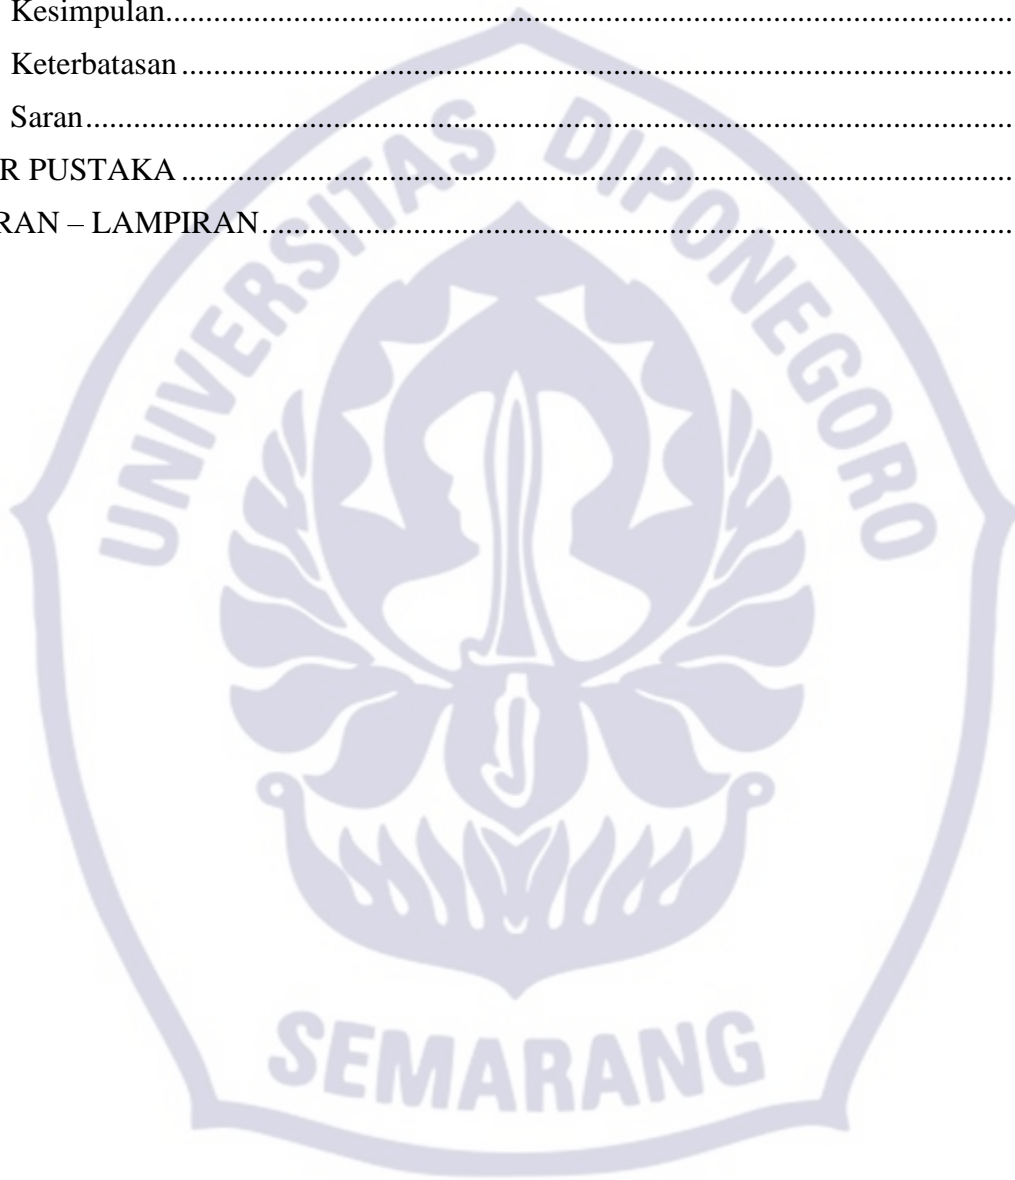 Kesimpulan....................................................................................................
Keterbatasan....................................................................................................
Saran....................................................................................................
R PUSTAKA....................................................................................................
RAN – LAMPIRAN....................................................................................................
UNIVERSITAS DIPONEGORO
SEMARANG